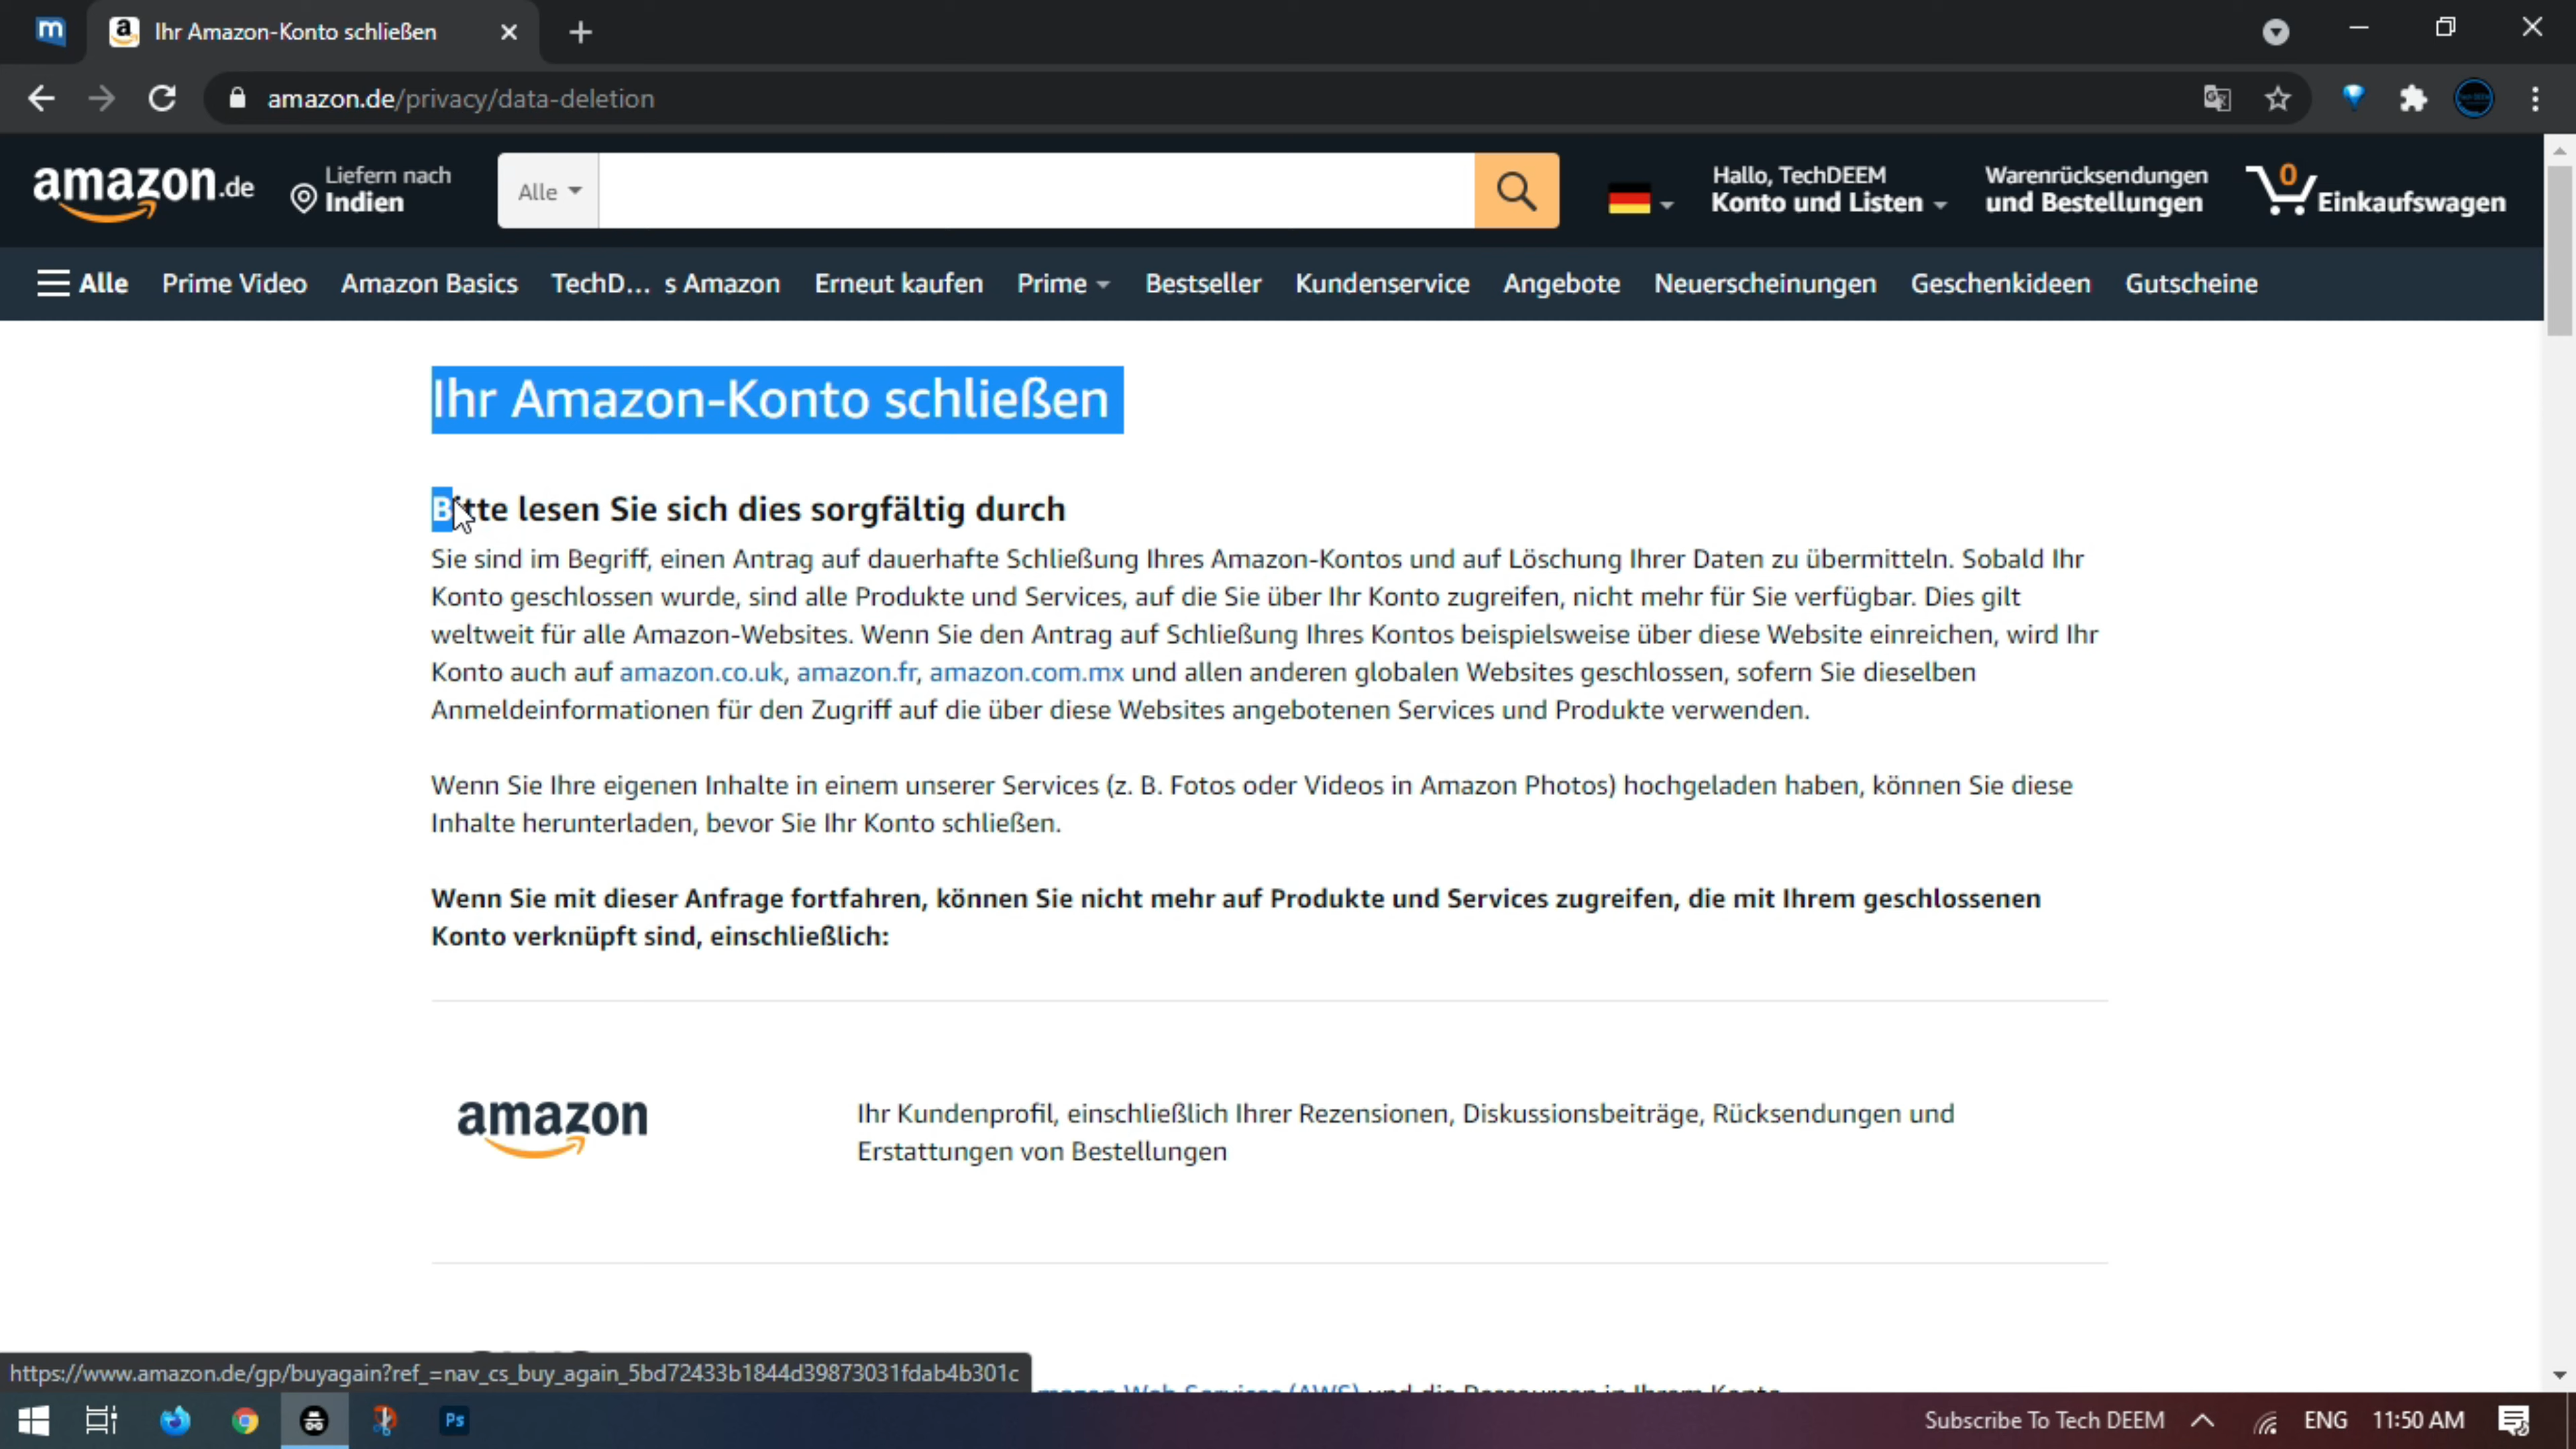 m
Ihr Amazon-Konto schließen
amazon.de/privacy/data-deletion
amazon.de
Liefern nach
Indien
Alle
Hallo, TechDEEM
Konto und Listen
Warenrücksendungen
und Bestellungen
0
Einkaufswagen
Alle Prime Video Amazon Basics TechD... s Amazon Erneut kaufen Prime Bestseller Kundenservice Angebote Neuerscheinungen Geschenkideen Gutscheine
Ihr Amazon-Konto schließen
Bitte lesen Sie sich dies sorgfältig durch
Sie sind im Begriff, einen Antrag auf dauerhafte Schließung Ihres Amazon-Kontos und auf Löschung Ihrer Daten zu übermitteln. Sobald Ihr
Konto geschlossen wurde, sind alle Produkte und Services, auf die Sie über Ihr Konto zugreifen, nicht mehr für Sie verfügbar. Dies gilt
weltweit für alle Amazon-Websites. Wenn Sie den Antrag auf Schließung Ihres Kontos beispielsweise über diese Website einreichen, wird Ihr
Konto auch auf amazon.co.uk, amazon.fr, amazon.com.mx und allen anderen globalen Websites geschlossen, sofern Sie dieselben
Anmeldeinformationen für den Zugriff auf die über diese Websites angebotenen Services und Produkte verwenden.
Wenn Sie Ihre eigenen Inhalte in einem unserer Services (z. B. Fotos oder Videos in Amazon Photos) hochgeladen haben, können Sie diese
Inhalte herunterladen, bevor Sie Ihr Konto schließen.
Wenn Sie mit dieser Anfrage fortfahren, können Sie nicht mehr auf Produkte und Services zugreifen, die mit Ihrem geschlossenen
Konto verknüpft sind, einschließlich:
amazon
Ihr Kundenprofil, einschließlich Ihrer Rezensionen, Diskussionsbeiträge, Rücksendungen und
Erstattungen von Bestellungen
https://www.amazon.de/gp/buyagain?ref_=nav_cs_buy_again_5bd72433b1844d39873031fdab4b301c
Web Services (AWS) und die Ressourcen in Ihrem Konto
Ps
Subscribe To Tech DEEM
ENG
11:50 AM